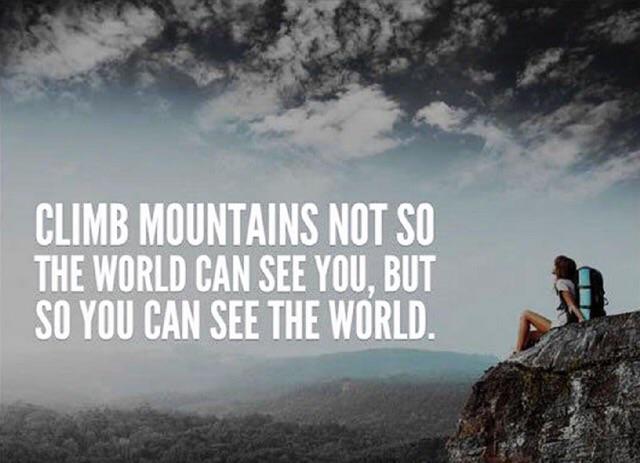 CLIMB MOUNTAINS NOT SO
THE WORLD CAN SEE YOU, BUT
SO YOU CAN SEE THE WORLD.